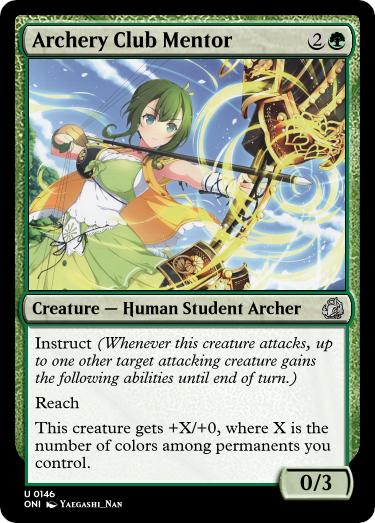 Archery Club Mentor 2
Creature — Human Student Archer
Instruct (Whenever this creature attacks, up
to one other target attacking creature gains
the following abilities until end of turn.)
Reach
This creature gets +X/+0, where X is the
number of colors among permanents you
control.
0/3
U 0146
ONI Yaegashi_Nan